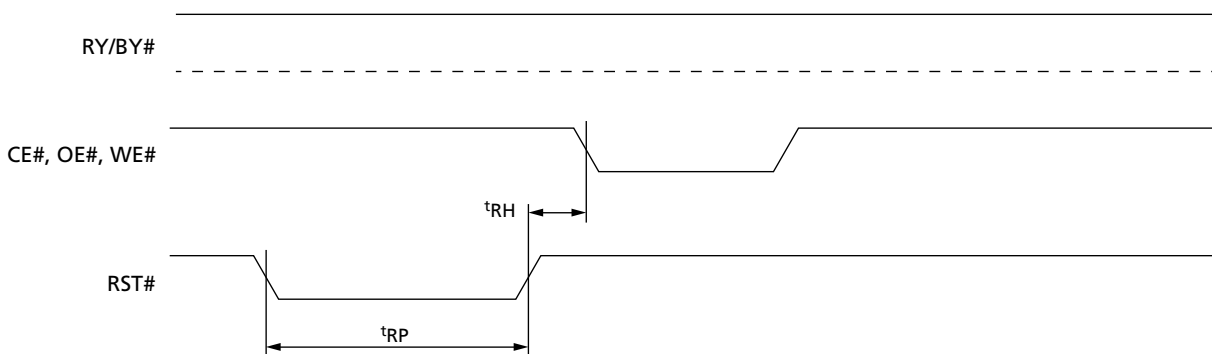 RY/BY#
CE#, OE#, WE#
tRH
RST#
tRP